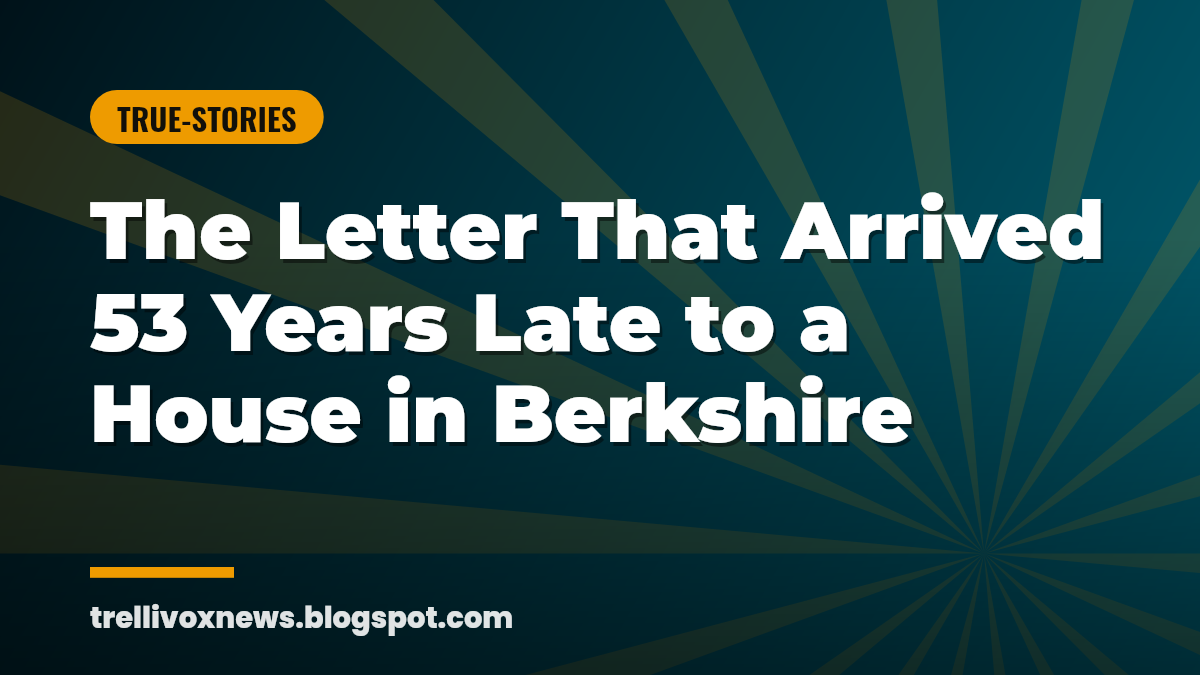 TRUE-STORIES
The Letter That Arrived
53 Years Late to a
House in Berkshire
trellivoxnews.blogspot.com